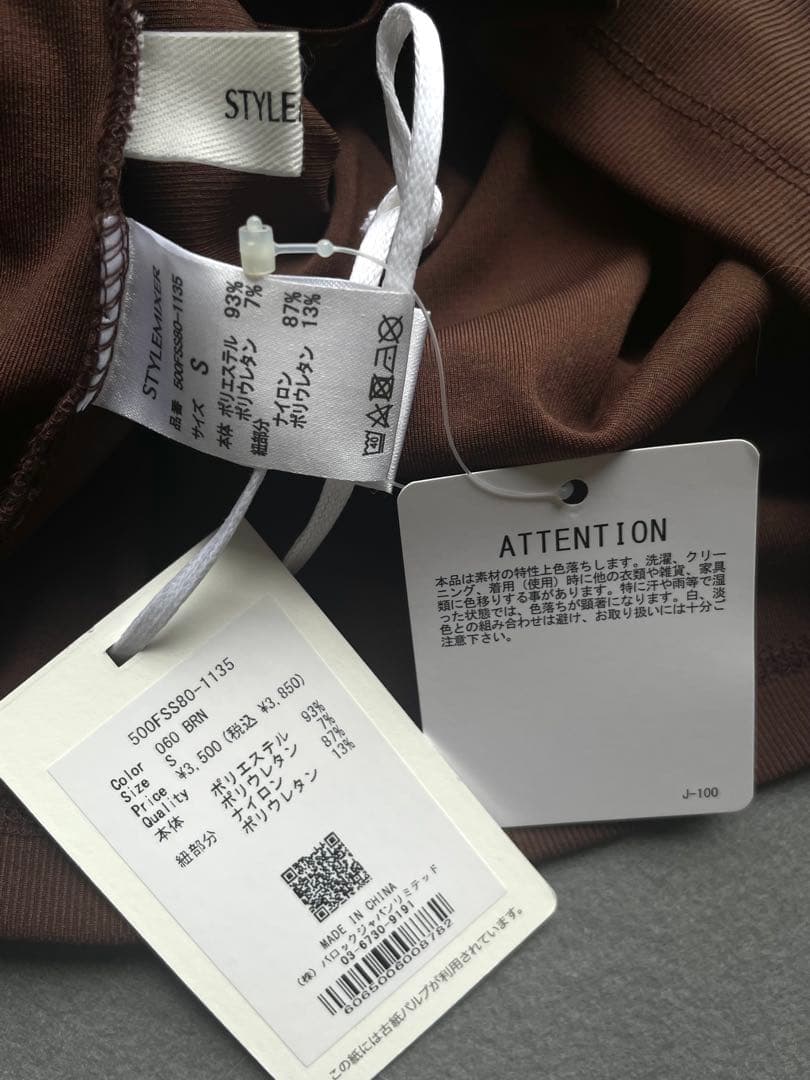 STYLE
STYLEMIXER
品番 500FSS80-1135
サイズ S
本体 ポリエステル 93%
ポリウレタン 7%
紐部分
ナイロン 87%
ポリウレタン 13%
40
ATTENTION
本品は素材の特性上色落ちします。洗濯、クリー
ニング、着用(使用)時に他の衣類や雑貨、家具
類に色移りする事があります。特に汗や雨等で湿
った状態では、色落ちが顕著になります。白、淡
色との組み合わせは避け、お取り扱いには十分ご
注意下さい。
J-100
500FSS80-1135
Color 060 BRN
Size S
Price ¥3,500(税込 ¥3,850)
Quality
本体 ポリエステル 93%
ポリウレタン 7%
紐部分 ナイロン 87%
ポリウレタン 13%
MADE IN CHINA
(株)バロックジャパンリミテッド
03-6730-9191
6065006008782
この紙には古紙パルプが利用されています。